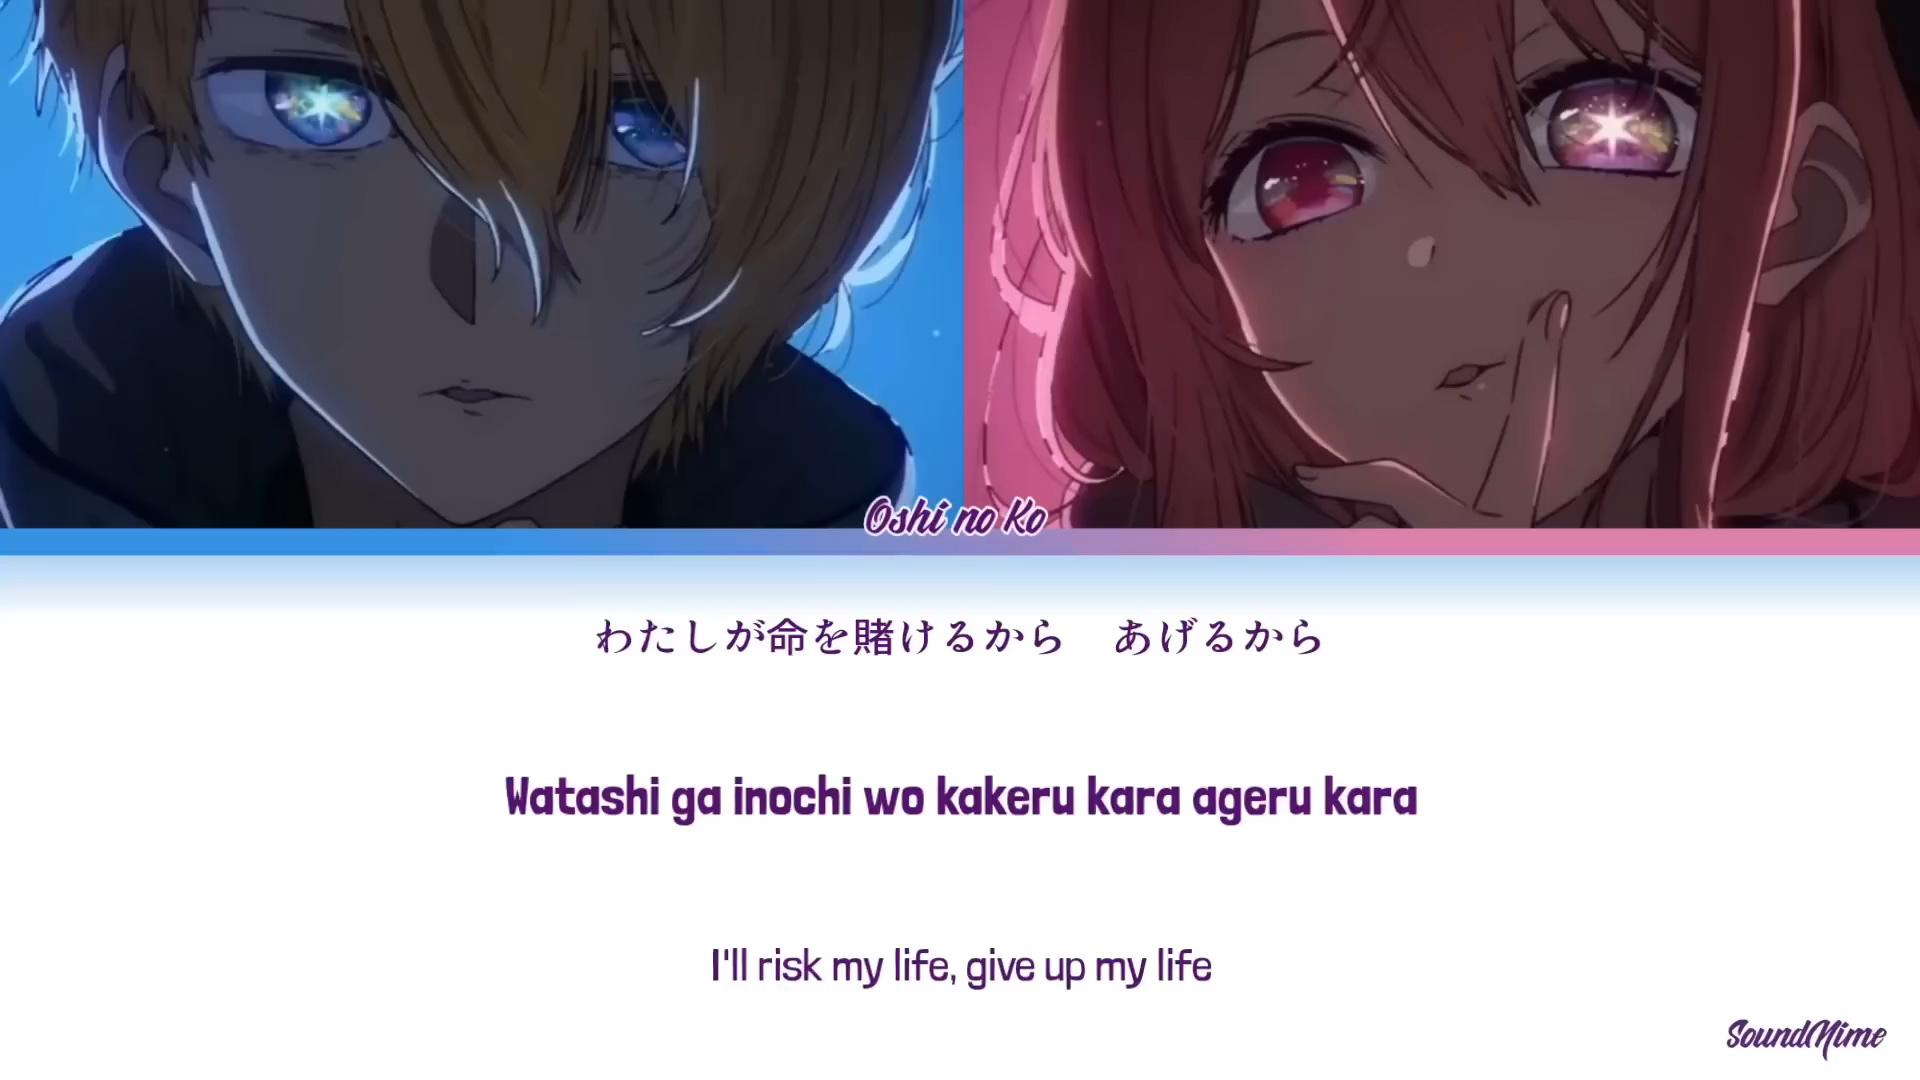 Oshi no Ko
わたしが命を賭けるから　あげるから
Watashi ga inochi wo kakeru kara ageru kara
I'll risk my life, give up my life
SoundNime